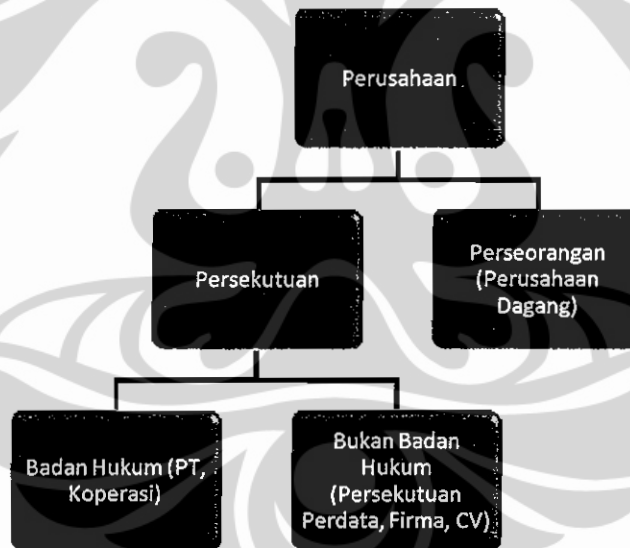 Perusahaan
Persekutuan
Perseorangan
(Perusahaan
Dagang)
Badan Hukum (PT,
Koperasi)
Bukan Badan
Hukum
(Persekutuan
Perdata, Firma, CV)